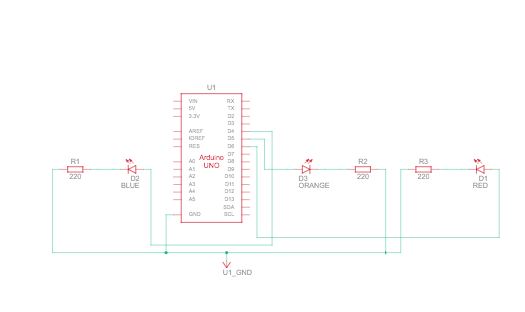 U1
VIN RX
5V TX
3.3V D2
D3
AREF D4
IOREF D5
RES D6
D7
Arduino
UNO
A0 D8
A1 D9
A2 D10
A3 D11
A4 D12
A5 D13
SDA
GND SCL
R1
220
D2
BLUE
D3
ORANGE
R2
220
R3
220
D1
RED
U1_GND